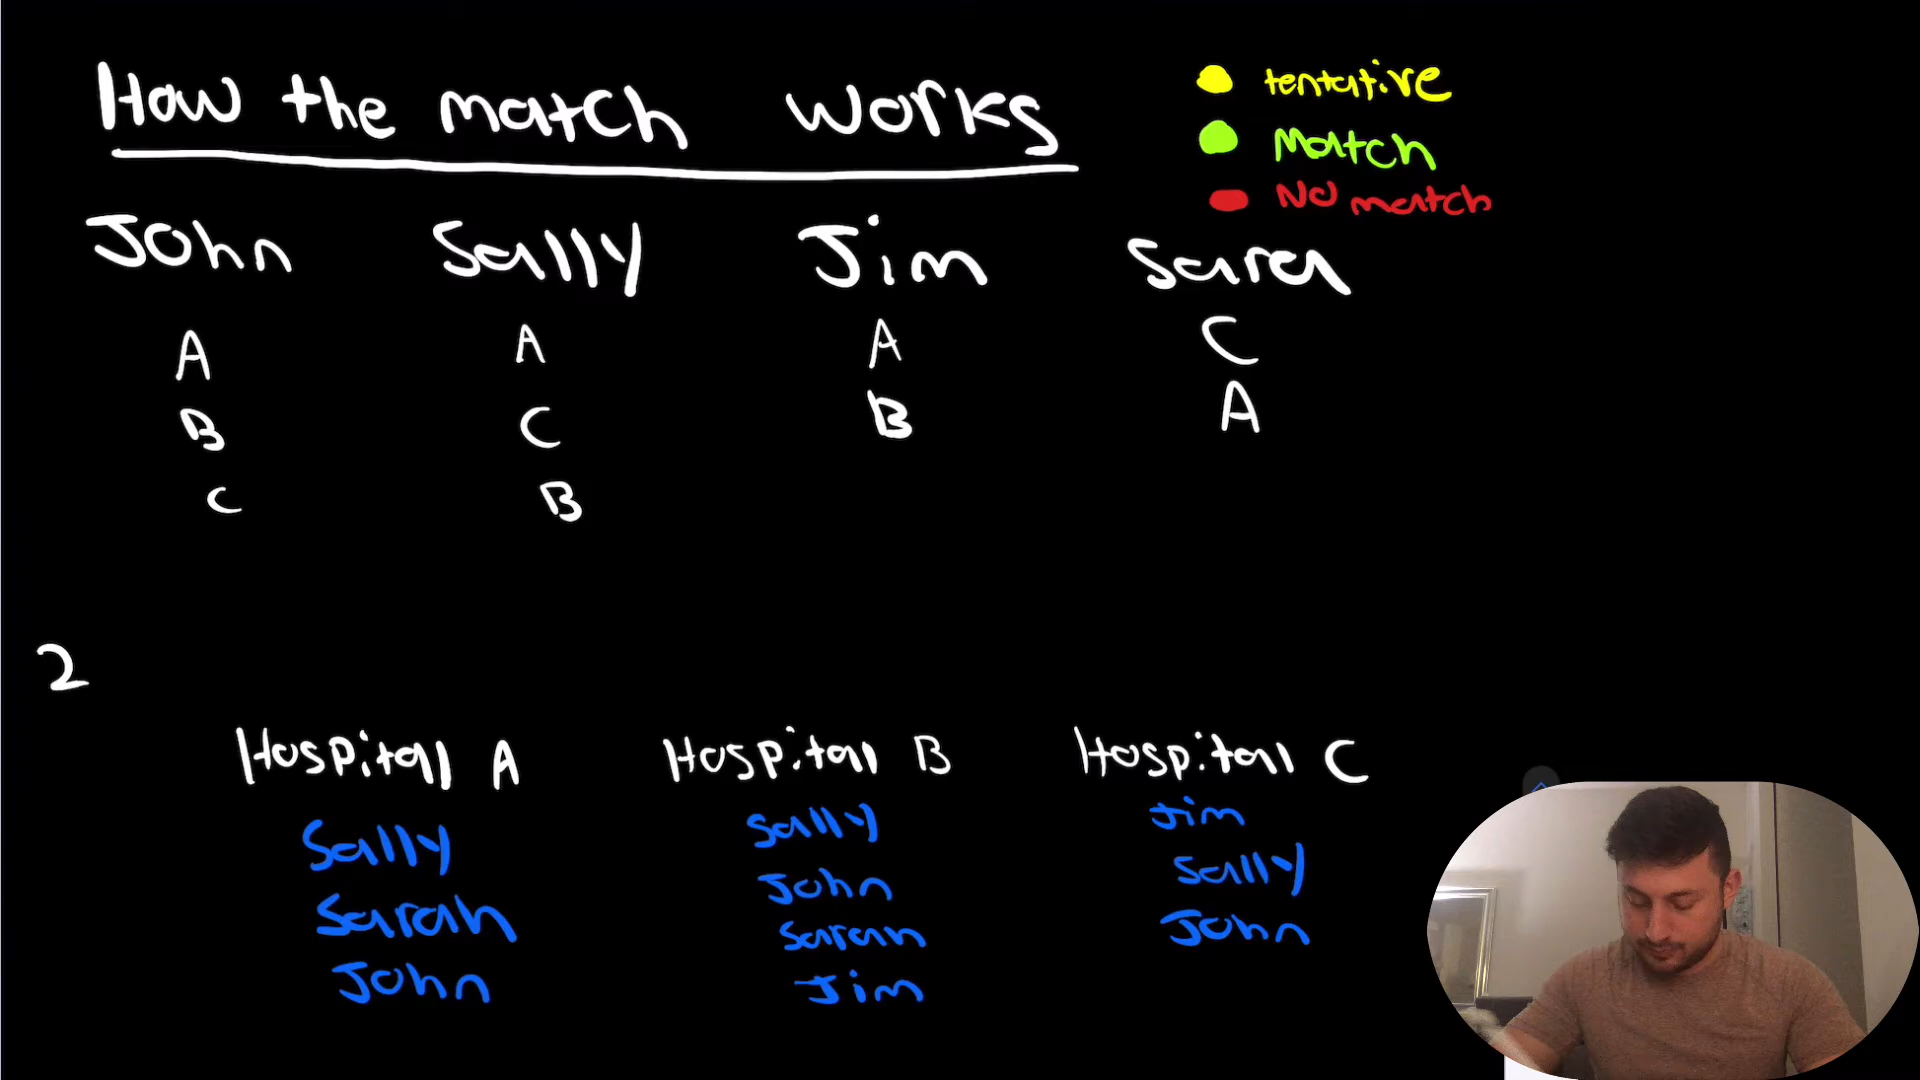 How the match works
tentative
Match
No match
John
A
B
C
Sally
A
C
B
Jim
A
B
Sara
C
A
2
Hospital A
Sally
Sarah
John
Hospital B
Sally
John
Sarah
Jim
Hospital C
Jim
Sally
John